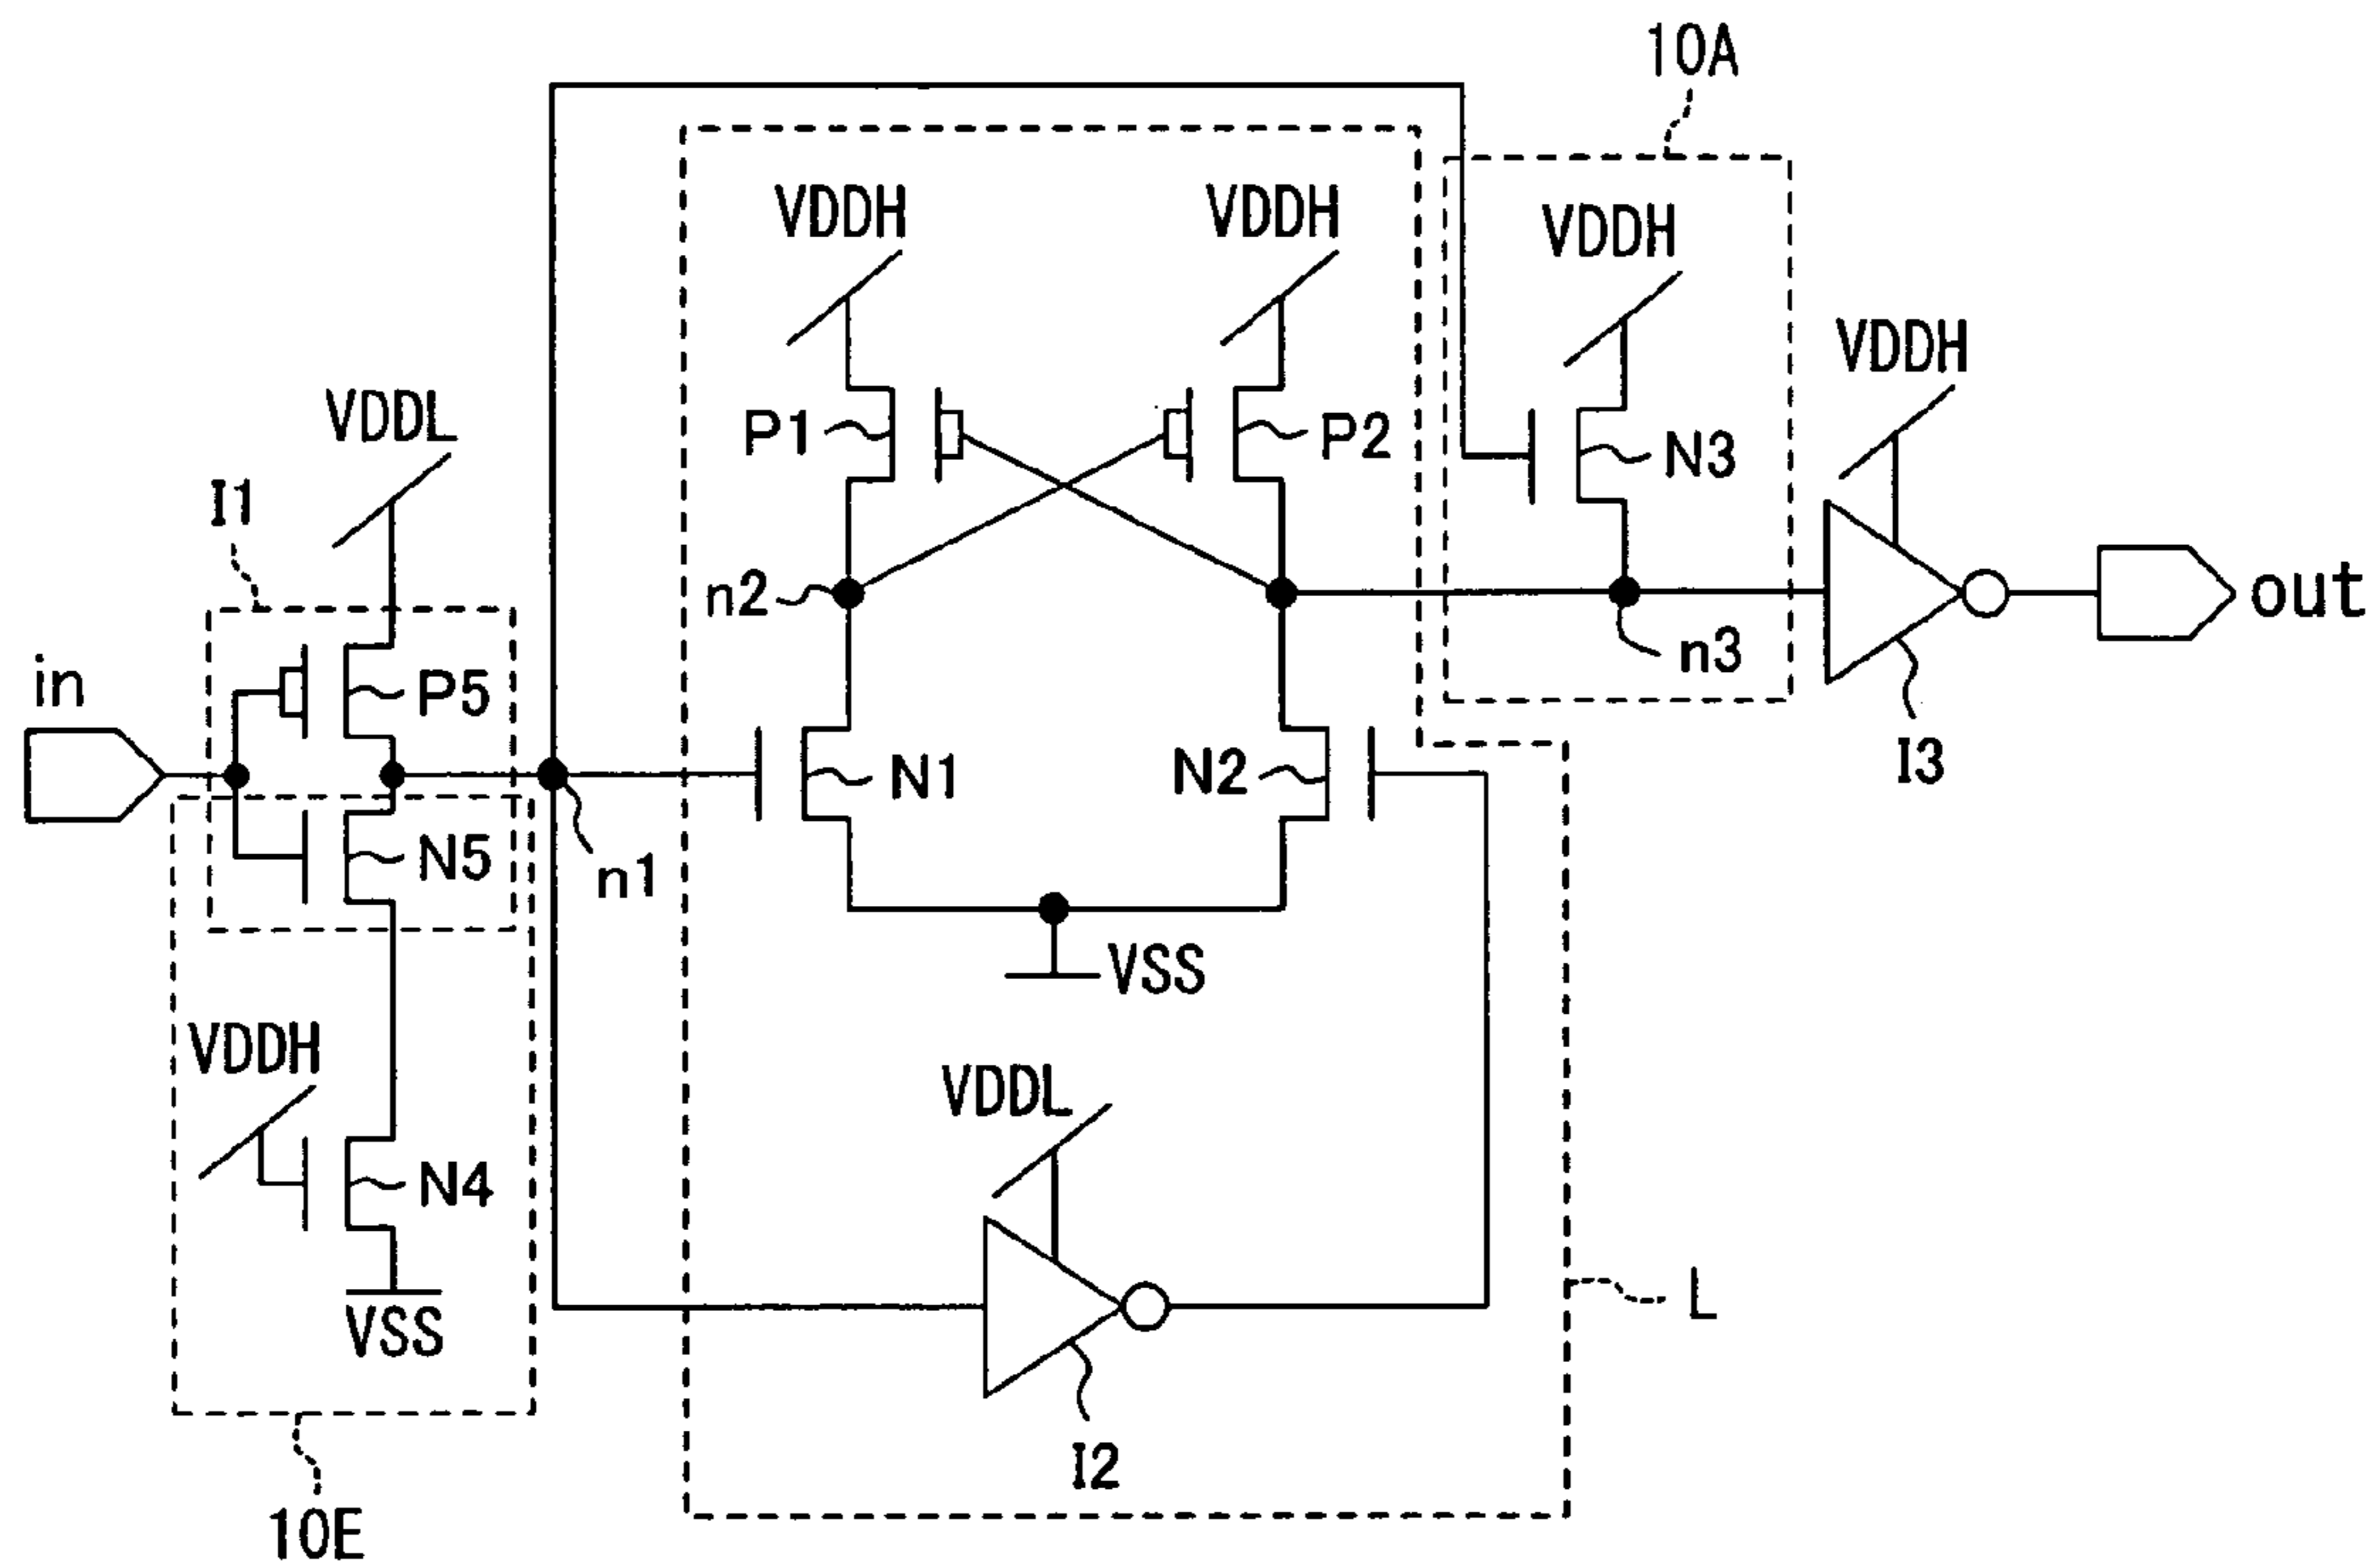 10A
VDDH
VDDH
VDDH
VDDH
VDDL
P1
P2
N3
I1
n2
out
in
P5
n3
N1
N2
I3
N5
n1
VSS
VDDH
VDDL
N4
L
VSS
I2
10E